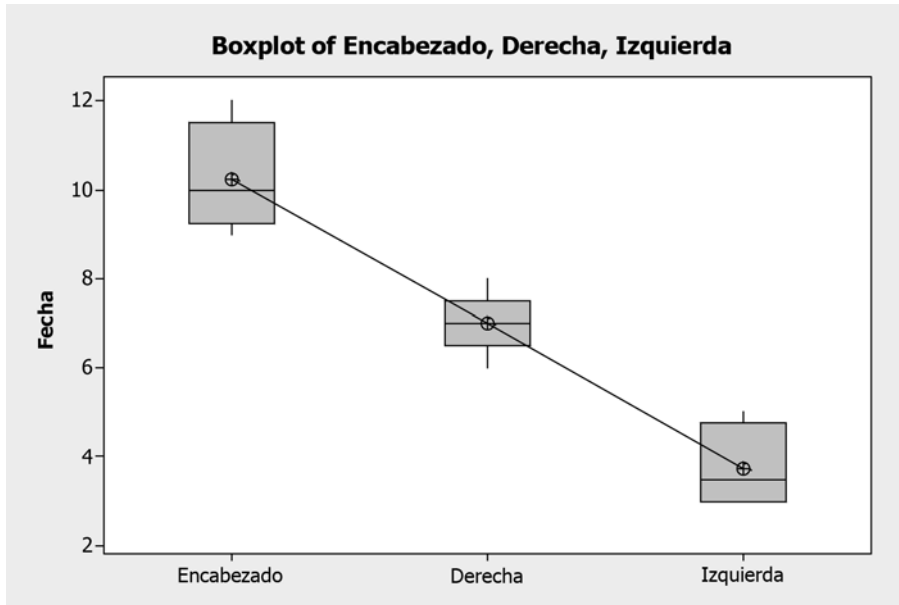 Boxplot of Encabezado, Derecha, Izquierda
12
10
8
6
4
2
Fecha
Encabezado
Derecha
Izquierda